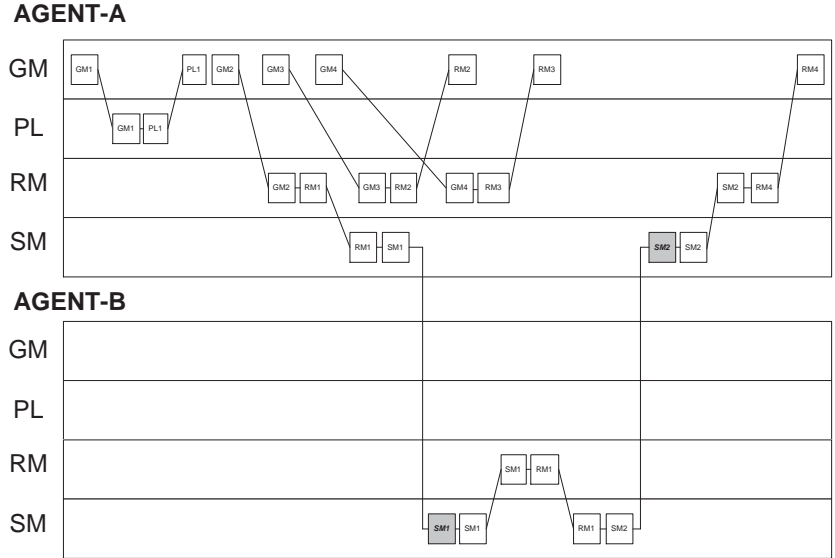 AGENT-A
GM GM1 PL1 GM2 GM3 GM4 RM2 RM3 RM4
PL GM1 PL1
RM GM2 RM1 GM3 RM2 GM4 RM3 SM2 RM4
SM RM1 SM1 SM2 SM2
AGENT-B
GM
PL
RM SM1 RM1
SM SM1 SM1 RM1 SM2